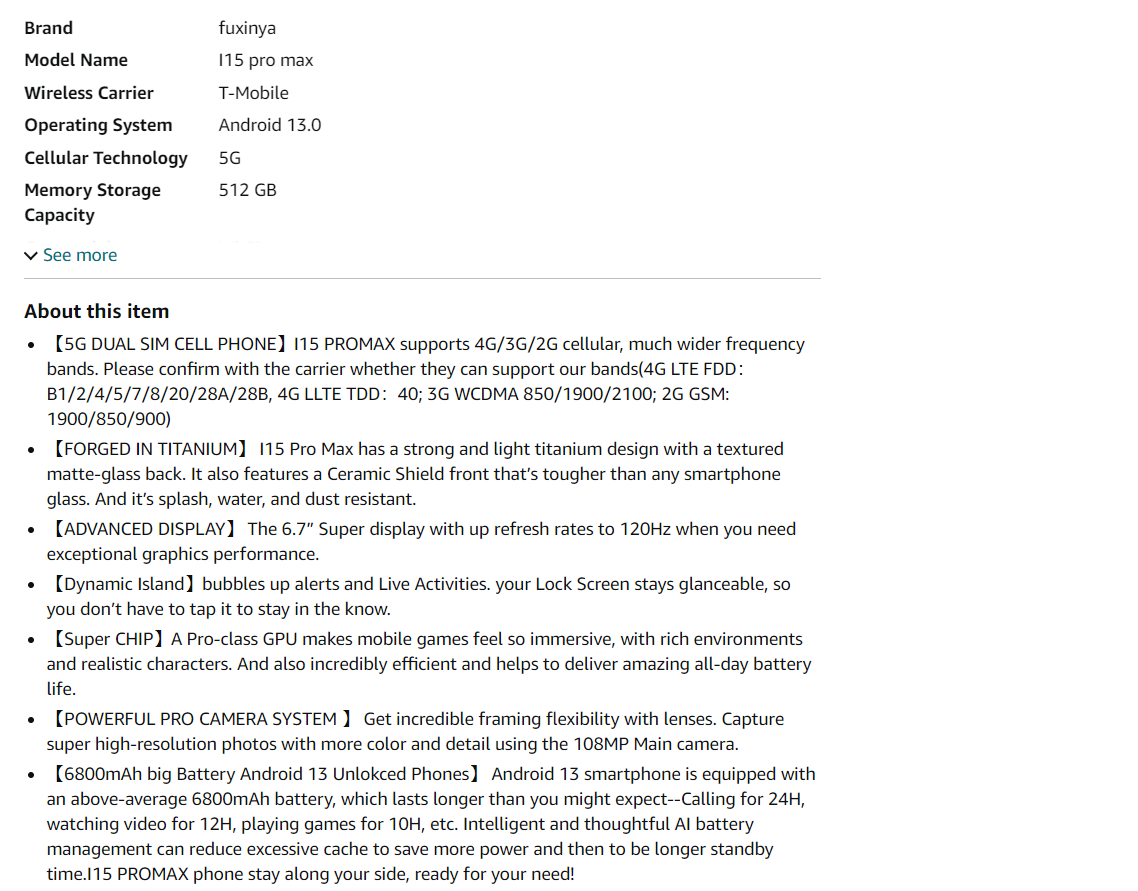 Brand fuxinya
Model Name I15 pro max
Wireless Carrier T-Mobile
Operating System Android 13.0
Cellular Technology 5G
Memory Storage 512 GB
Capacity
See more
About this item
• 【5G DUAL SIM CELL PHONE】I15 PROMAX supports 4G/3G/2G cellular, much wider frequency
bands. Please confirm with the carrier whether they can support our bands(4G LTE FDD：
B1/2/4/5/7/8/20/28A/28B, 4G LLTE TDD：40; 3G WCDMA 850/1900/2100; 2G GSM:
1900/850/900)
• 【FORGED IN TITANIUM】 I15 Pro Max has a strong and light titanium design with a textured
matte-glass back. It also features a Ceramic Shield front that’s tougher than any smartphone
glass. And it’s splash, water, and dust resistant.
• 【ADVANCED DISPLAY】 The 6.7” Super display with up refresh rates to 120Hz when you need
exceptional graphics performance.
• 【Dynamic Island】bubbles up alerts and Live Activities. your Lock Screen stays glanceable, so
you don’t have to tap it to stay in the know.
• 【Super CHIP】A Pro-class GPU makes mobile games feel so immersive, with rich environments
and realistic characters. And also incredibly efficient and helps to deliver amazing all-day battery
life.
• 【POWERFUL PRO CAMERA SYSTEM 】 Get incredible framing flexibility with lenses. Capture
super high-resolution photos with more color and detail using the 108MP Main camera.
• 【6800mAh big Battery Android 13 Unlokced Phones】 Android 13 smartphone is equipped with
an above-average 6800mAh battery, which lasts longer than you might expect--Calling for 24H,
watching video for 12H, playing games for 10H, etc. Intelligent and thoughtful AI battery
management can reduce excessive cache to save more power and then to be longer standby
time.I15 PROMAX phone stay along your side, ready for your need!